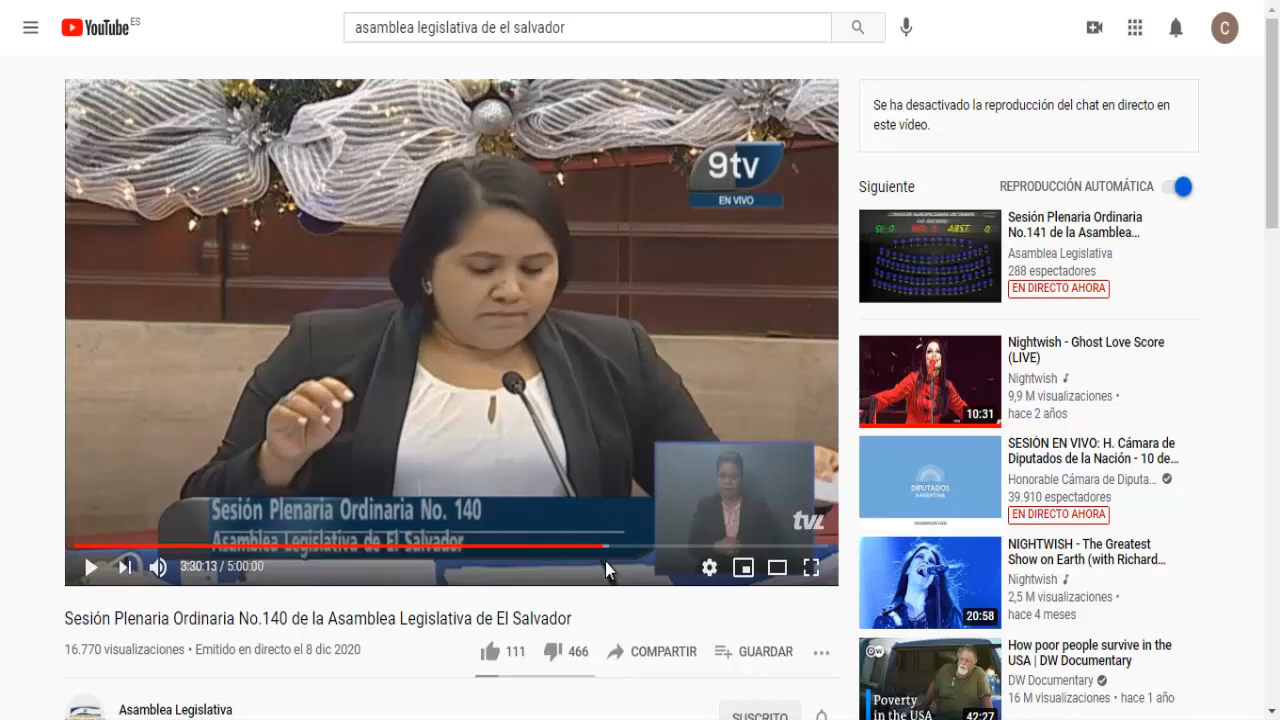 YouTube ES
asamblea legislativa de el salvador
C
9tv
EN VIVO
Sesión Plenaria Ordinaria No. 140
Asamblea Legislativa de El Salvador
tvl
3:30:13 / 5:00:00
Sesión Plenaria Ordinaria No.140 de la Asamblea Legislativa de El Salvador
16.770 visualizaciones • Emitido en directo el 8 dic 2020
111
466
COMPARTIR
GUARDAR
Asamblea Legislativa
SUSCRITO
Se ha desactivado la reproducción del chat en directo en
este vídeo.
Siguiente
REPRODUCCIÓN AUTOMÁTICA
SI: 0 NO: 0 ABST. 0
Sesión Plenaria Ordinaria
No.141 de la Asamblea...
Asamblea Legislativa
288 espectadores
EN DIRECTO AHORA
10:31
Nightwish - Ghost Love Score
(LIVE)
Nightwish
9,9 M visualizaciones •
hace 2 años
DIPUTADOS
ARGENTINA
SESIÓN EN VIVO: H. Cámara de
Diputados de la Nación - 10 de...
Honorable Cámara de Diputa...
39.910 espectadores
EN DIRECTO AHORA
20:58
NIGHTWISH - The Greatest
Show on Earth (with Richard...
Nightwish
2,5 M visualizaciones •
hace 4 meses
DW
Poverty
in the USA
42:27
How poor people survive in the
USA | DW Documentary
DW Documentary
16 M visualizaciones • hace 1 año